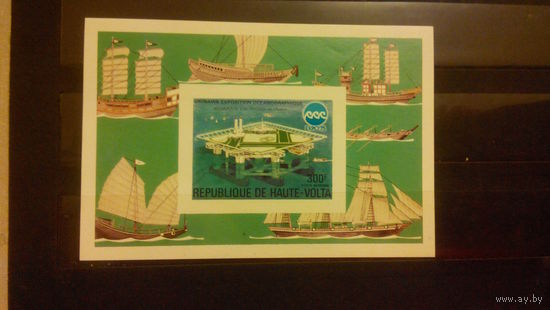 OKINAWA-EXPOSITION OCEANOGRAPHIQUE
300F
REPUBLIQUE DE HAUTE-VOLTA
www.ay.by